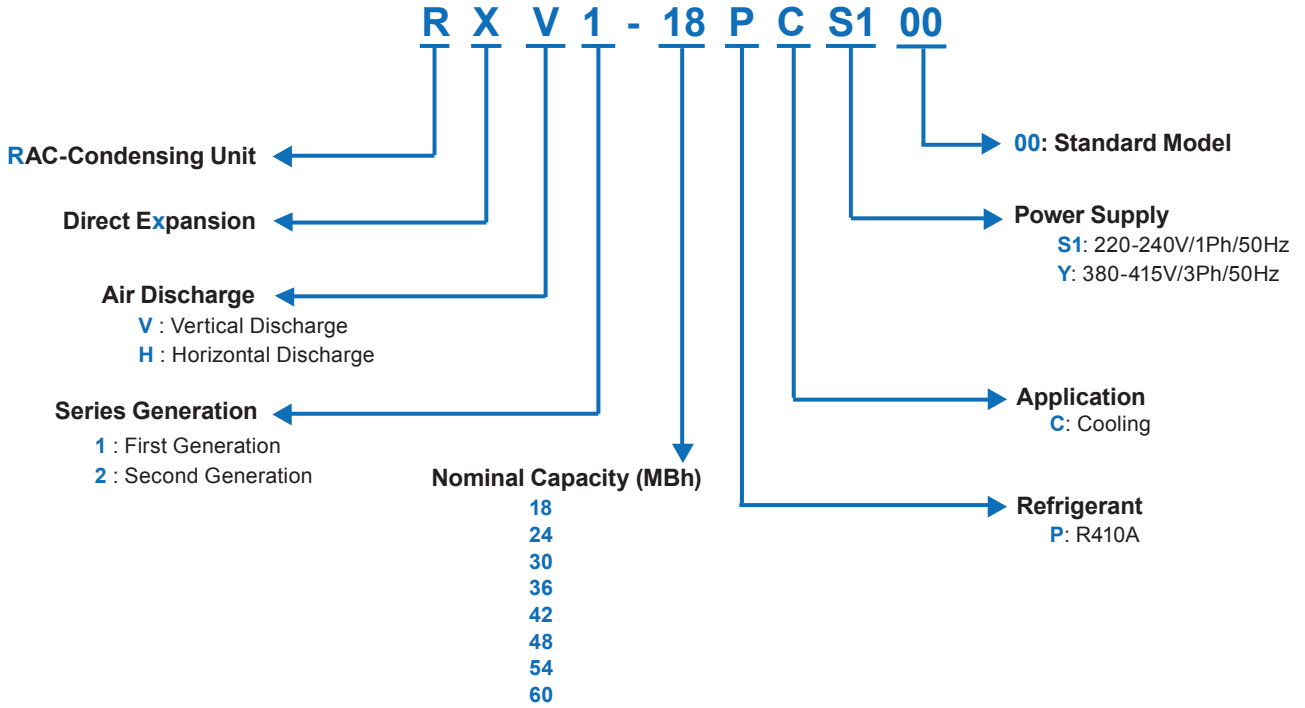 R X V 1 - 18 P C S1 00
RAC-Condensing Unit
Direct Expansion
Air Discharge
V : Vertical Discharge
H : Horizontal Discharge
Series Generation
1 : First Generation
2 : Second Generation
Nominal Capacity (MBh)
18
24
30
36
42
48
54
60
00: Standard Model
Power Supply
S1: 220-240V/1Ph/50Hz
Y: 380-415V/3Ph/50Hz
Application
C: Cooling
Refrigerant
P: R410A